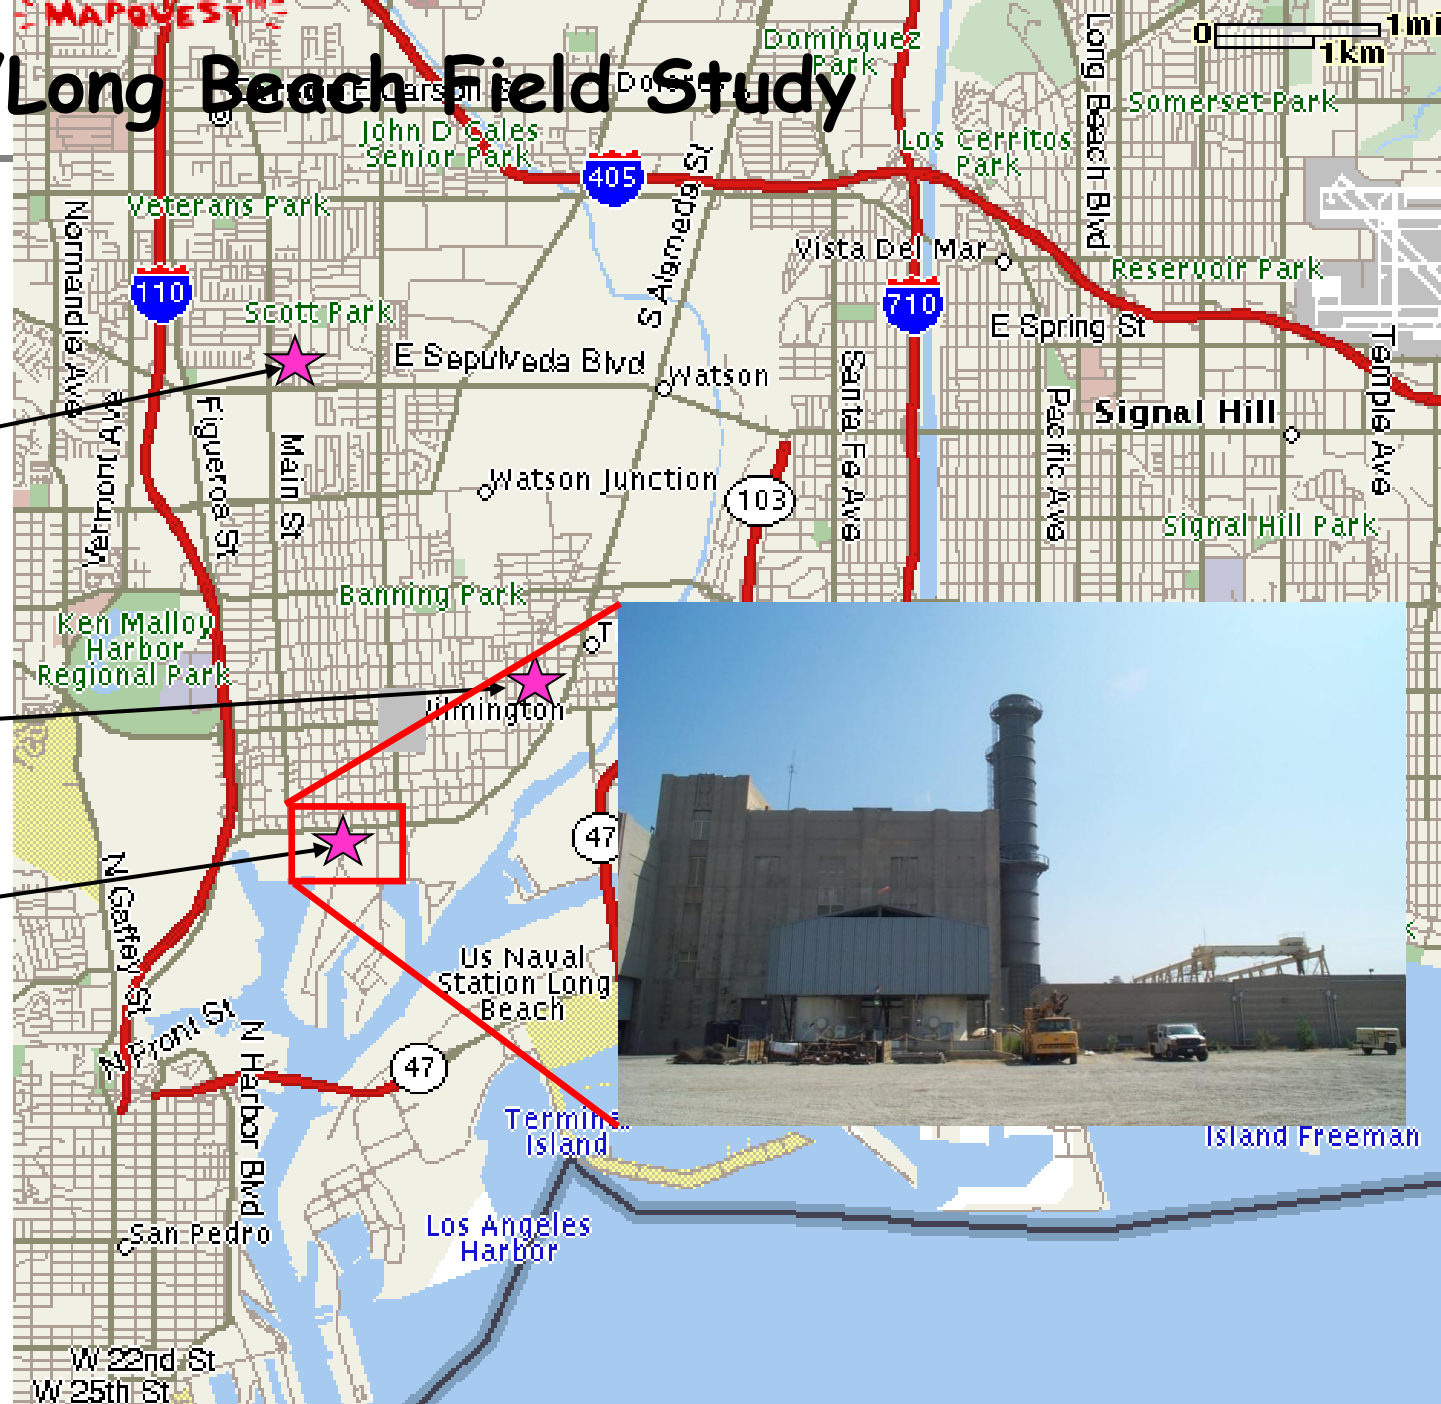 MAPQUEST
/Long Beach Field Study
0
1mi
1km
Dominquez
Park
Long Beach Blvd
Somerset Park
John D Cales
Senior Park
Los Cerritos
Park
405
S Alameda St
Veterans Park
Normandie Ave
Vista Del Mar
Reservoir Park
110
710
Scott Park
E Spring St
E Sepulveda Blvd
Watson
Santa Fe Ave
Temple Ave
Signal Hill
Pacific Ave
Vermont Ave
Figueroa St
Main St
Watson Junction
103
Signal Hill Park
Banning Park
Ken Malloy
Harbor
Regional Park
T
ilmington
47
N Gaffey St
Us Naval
Station Long
Beach
N Front St
N Harbor Blvd
47
Termin
Island
Island Freeman
Los Angeles
Harbor
San Pedro
W 22nd St
W 25th St